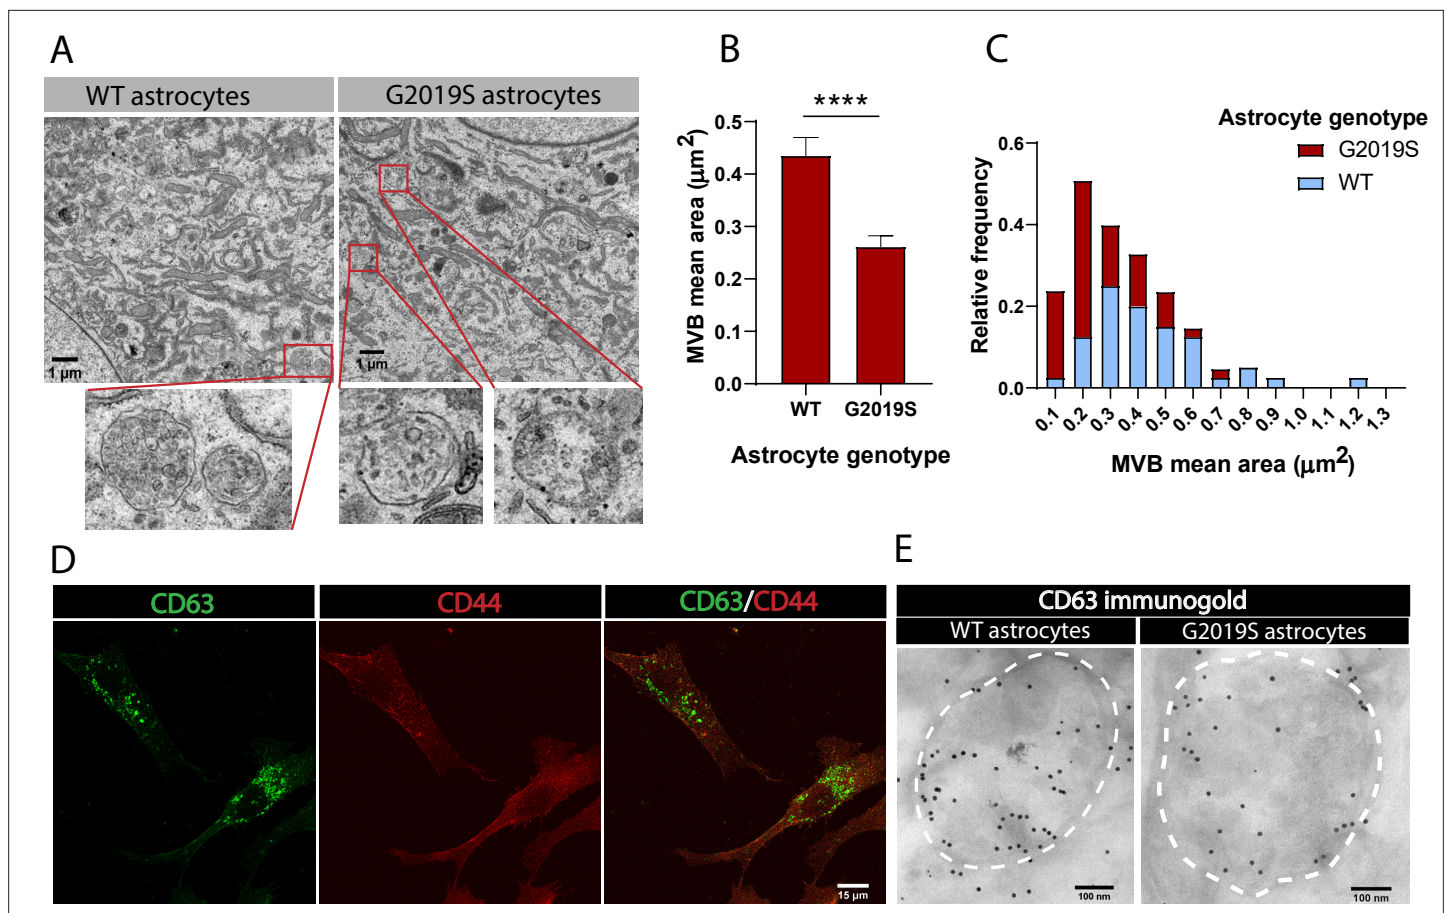 A
WT astrocytes
G2019S astrocytes
1 µm
1 µm
B
****
MVB mean area (µm²)
0.5
0.4
0.3
0.2
0.1
0.0
WT
G2019S
Astrocyte genotype
C
Astrocyte genotype
G2019S
WT
Relative frequency
0.6
0.4
0.2
0.0
0.1 0.2 0.3 0.4 0.5 0.6 0.7 0.8 0.9 1.0 1.1 1.2 1.3
MVB mean area (µm²)
D
CD63
CD44
CD63/CD44
15 µm
E
CD63 immunogold
WT astrocytes
G2019S astrocytes
100 nm
100 nm